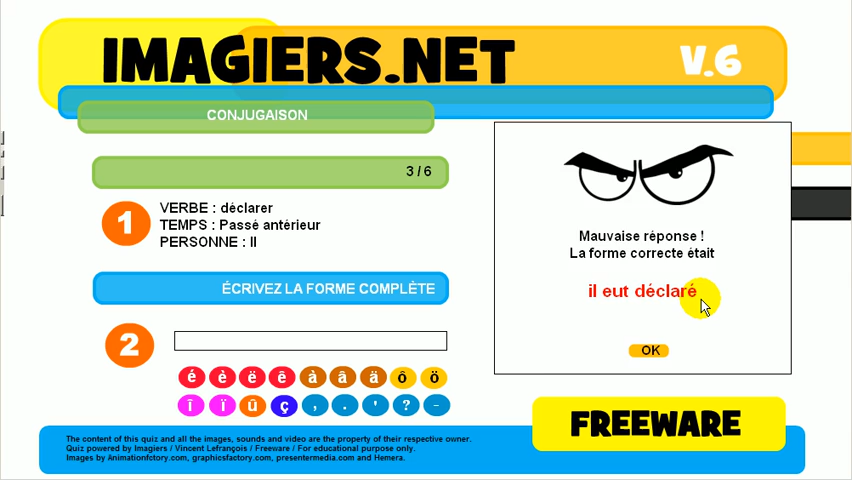 IMAGIERS.NET
V.6
CONJUGAISON
3 / 6
1
VERBE : déclarer
TEMPS : Passé antérieur
PERSONNE : Il
ÉCRIVEZ LA FORME COMPLÈTE
2
é è ë ê à â ä ô ö
î ï û ç , . ' ? -
Mauvaise réponse !
La forme correcte était
il eut déclaré
OK
FREEWARE
The content of this quiz and all the images, sounds and video are the property of their respective owner.
Quiz powered by Imagiers / Vincent Lefrançois / Freeware / For educational purpose only.
Images by Animationfctory.com, graphicsfactory.com, presentermedia.com and Hemera.